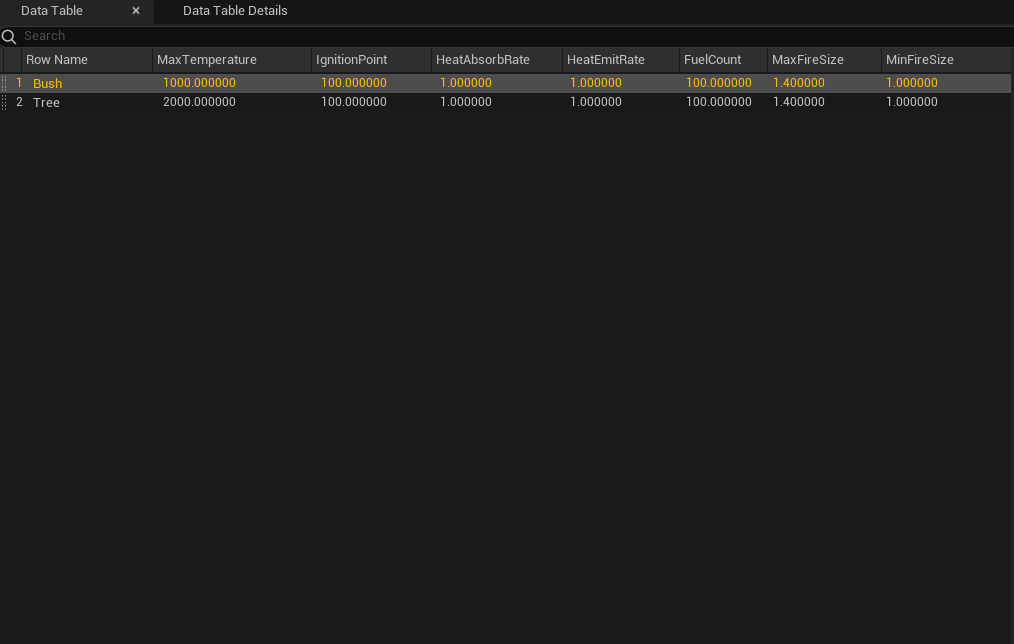 Data Table × Data Table Details
Search
Row Name MaxTemperature IgnitionPoint HeatAbsorbRate HeatEmitRate FuelCount MaxFireSize MinFireSize
1 Bush 1000.000000 100.000000 1.000000 1.000000 100.000000 1.400000 1.000000
2 Tree 2000.000000 100.000000 1.000000 1.000000 100.000000 1.400000 1.000000